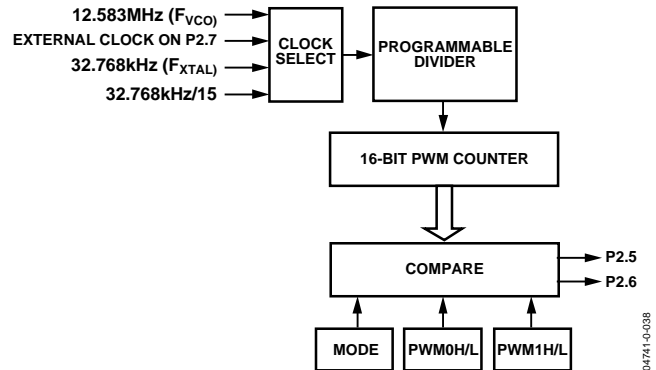 12.583MHz (FVCO)
EXTERNAL CLOCK ON P2.7
32.768kHz (FXTAL)
32.768kHz/15
CLOCK
SELECT
PROGRAMMABLE
DIVIDER
16-BIT PWM COUNTER
COMPARE
P2.5
P2.6
MODE
PWM0H/L
PWM1H/L
04741-0-038